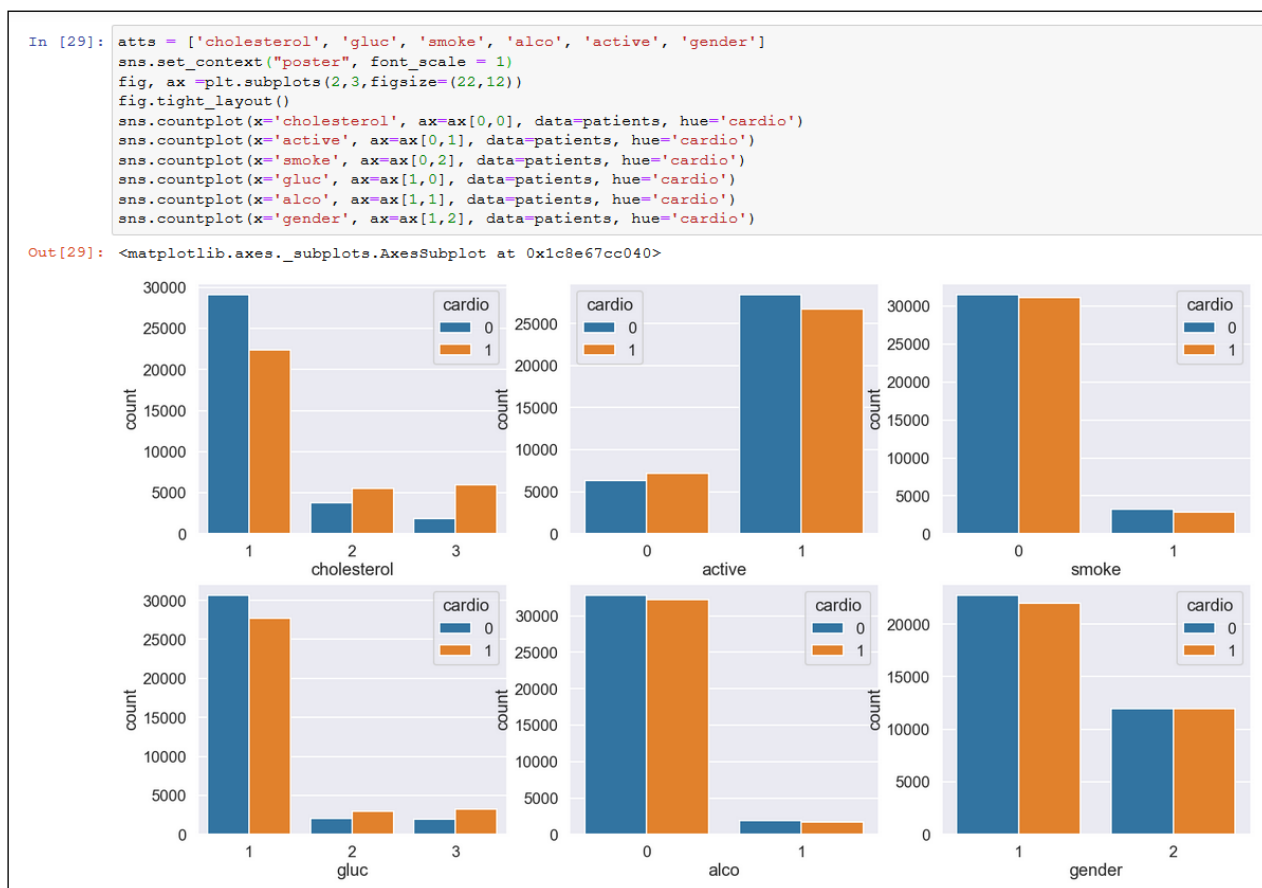 In [29]: atts = ['cholesterol', 'gluc', 'smoke', 'alco', 'active', 'gender']
sns.set_context("poster", font_scale = 1)
fig, ax =plt.subplots(2,3,figsize=(22,12))
fig.tight_layout()
sns.countplot(x='cholesterol', ax=ax[0,0], data=patients, hue='cardio')
sns.countplot(x='active', ax=ax[0,1], data=patients, hue='cardio')
sns.countplot(x='smoke', ax=ax[0,2], data=patients, hue='cardio')
sns.countplot(x='gluc', ax=ax[1,0], data=patients, hue='cardio')
sns.countplot(x='alco', ax=ax[1,1], data=patients, hue='cardio')
sns.countplot(x='gender', ax=ax[1,2], data=patients, hue='cardio')
Out[29]: <matplotlib.axes._subplots.AxesSubplot at 0x1c8e67cc040>
30000
25000
20000
15000
10000
5000
0
count
cardio
0
1
1 2 3
cholesterol
25000
20000
15000
10000
5000
0
count
cardio
0
1
0 1
active
30000
25000
20000
15000
10000
5000
0
count
cardio
0
1
0 1
smoke
30000
25000
20000
15000
10000
5000
0
count
cardio
0
1
1 2 3
gluc
30000
25000
20000
15000
10000
5000
0
count
cardio
0
1
0 1
alco
20000
15000
10000
5000
0
count
cardio
0
1
1 2
gender